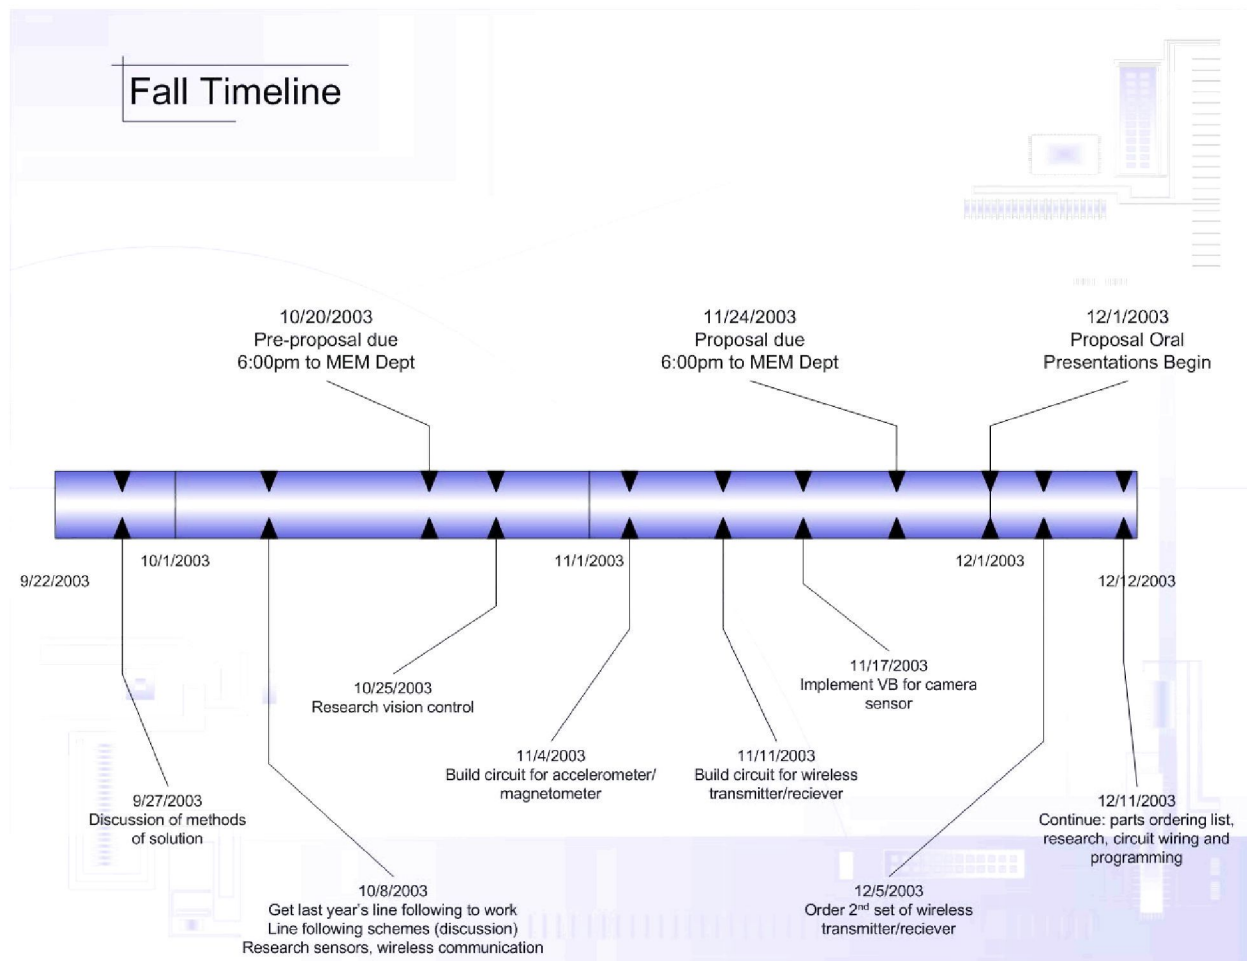 Fall Timeline
10/20/2003
Pre-proposal due
6:00pm to MEM Dept
11/24/2003
Proposal due
6:00pm to MEM Dept
12/1/2003
Proposal Oral
Presentations Begin
9/22/2003
10/1/2003
11/1/2003
12/1/2003
12/12/2003
9/27/2003
Discussion of methods
of solution
10/8/2003
Get last year's line following to work
Line following schemes (discussion)
Research sensors, wireless communication
10/25/2003
Research vision control
11/4/2003
Build circuit for accelerometer/
magnetometer
11/11/2003
Build circuit for wireless
transmitter/reciever
11/17/2003
Implement VB for camera
sensor
12/5/2003
Order 2nd set of wireless
transmitter/reciever
12/11/2003
Continue: parts ordering list,
research, circuit wiring and
programming